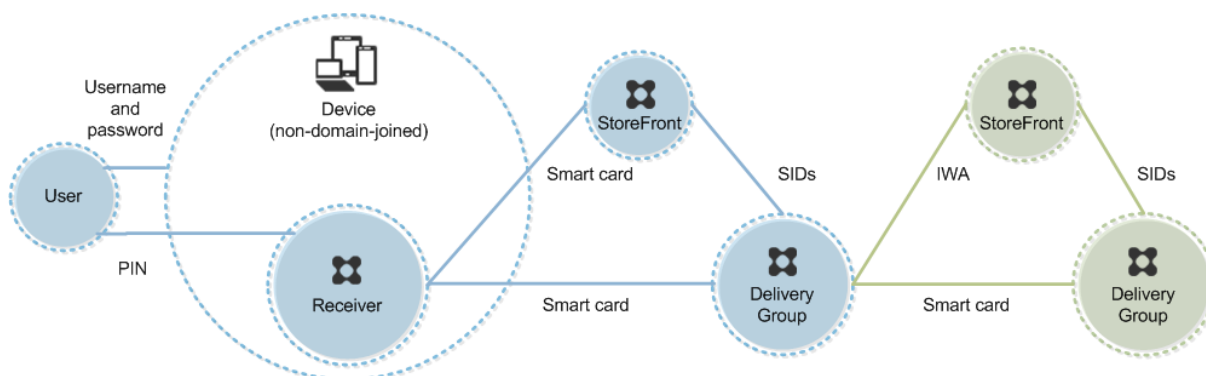 Username
and
password
User
PIN
Device
(non-domain-joined)
Receiver
StoreFront
Smart card
SIDs
Smart card
Delivery
Group
StoreFront
IWA
SIDs
Smart card
Delivery
Group